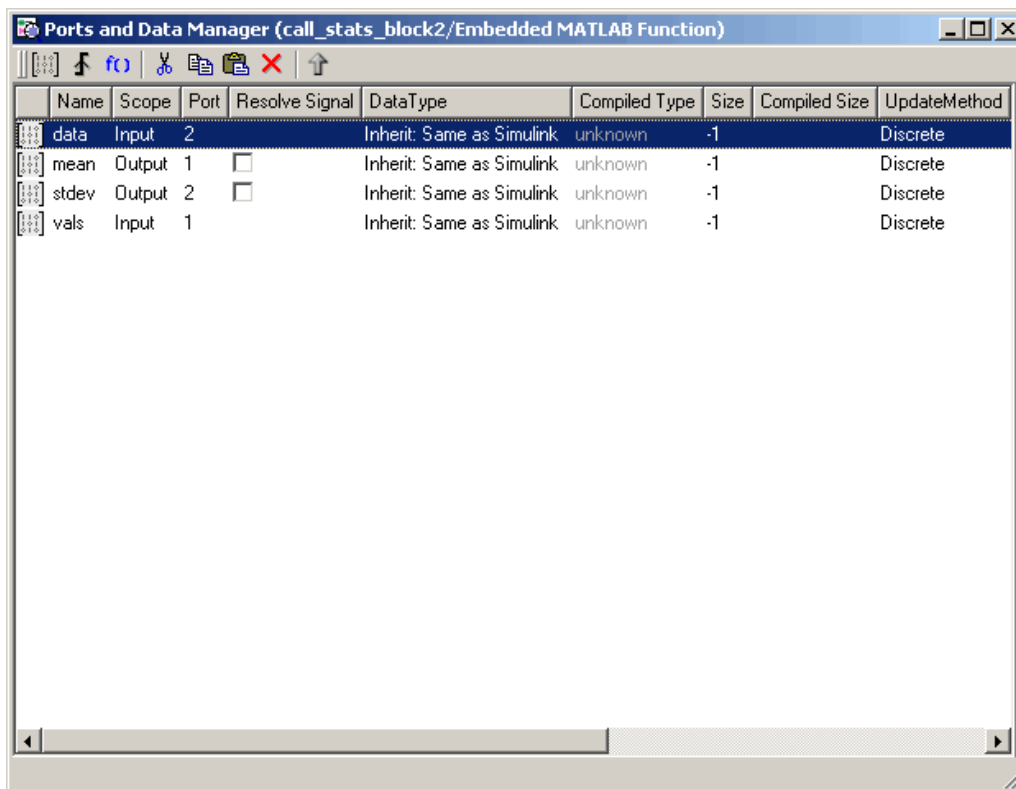 Ports and Data Manager (call_stats_block2/Embedded MATLAB Function)
f()
Name Scope Port Resolve Signal DataType Compiled Type Size Compiled Size UpdateMethod
data Input 2 Inherit: Same as Simulink unknown -1 Discrete
mean Output 1 Inherit: Same as Simulink unknown -1 Discrete
stdev Output 2 Inherit: Same as Simulink unknown -1 Discrete
vals Input 1 Inherit: Same as Simulink unknown -1 Discrete